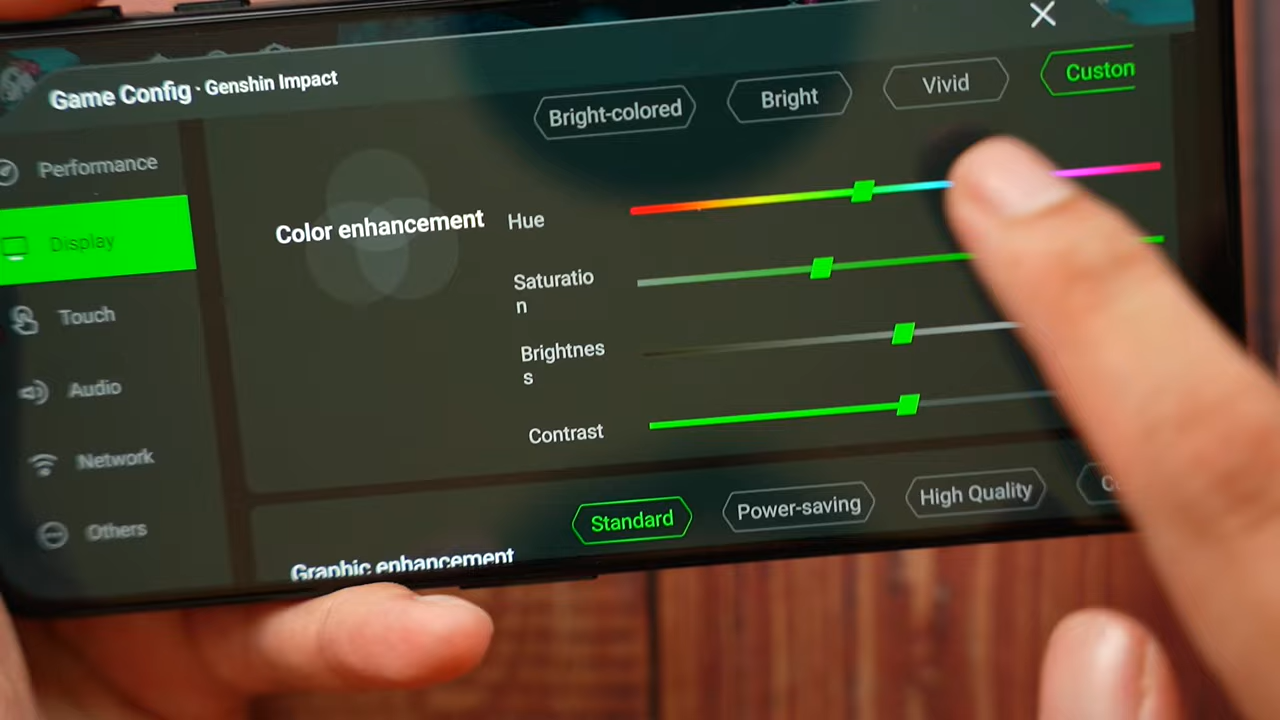 Game Config · Genshin Impact
Bright-colored
Bright
Vivid
Custon
Performance
Display
Touch
Audio
Network
Others
Color enhancement
Hue
Saturatio
n
Brightnes
s
Contrast
Graphic enhancement
Standard
Power-saving
High Quality